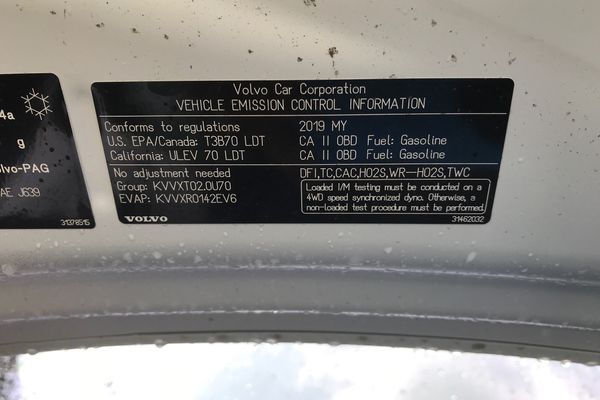 4a
g
lvo-PAG
AE J639
31378515
Volvo Car Corporation
VEHICLE EMISSION CONTROL INFORMATION
Conforms to regulations 2019 MY
U.S. EPA/Canada: T3B70 LDT CA II OBD Fuel: Gasoline
California: ULEV 70 LDT CA II OBD Fuel: Gasoline
No adjustment needed DFI,TC,CAC,HO2S,WR-HO2S,TWC
Group: KVVXT02.0U70
EVAP: KVVXR0142EV6
Loaded I/M testing must be conducted on a
4WD speed synchronized dyno. Otherwise, a
non-loaded test procedure must be performed.
VOLVO 31462032